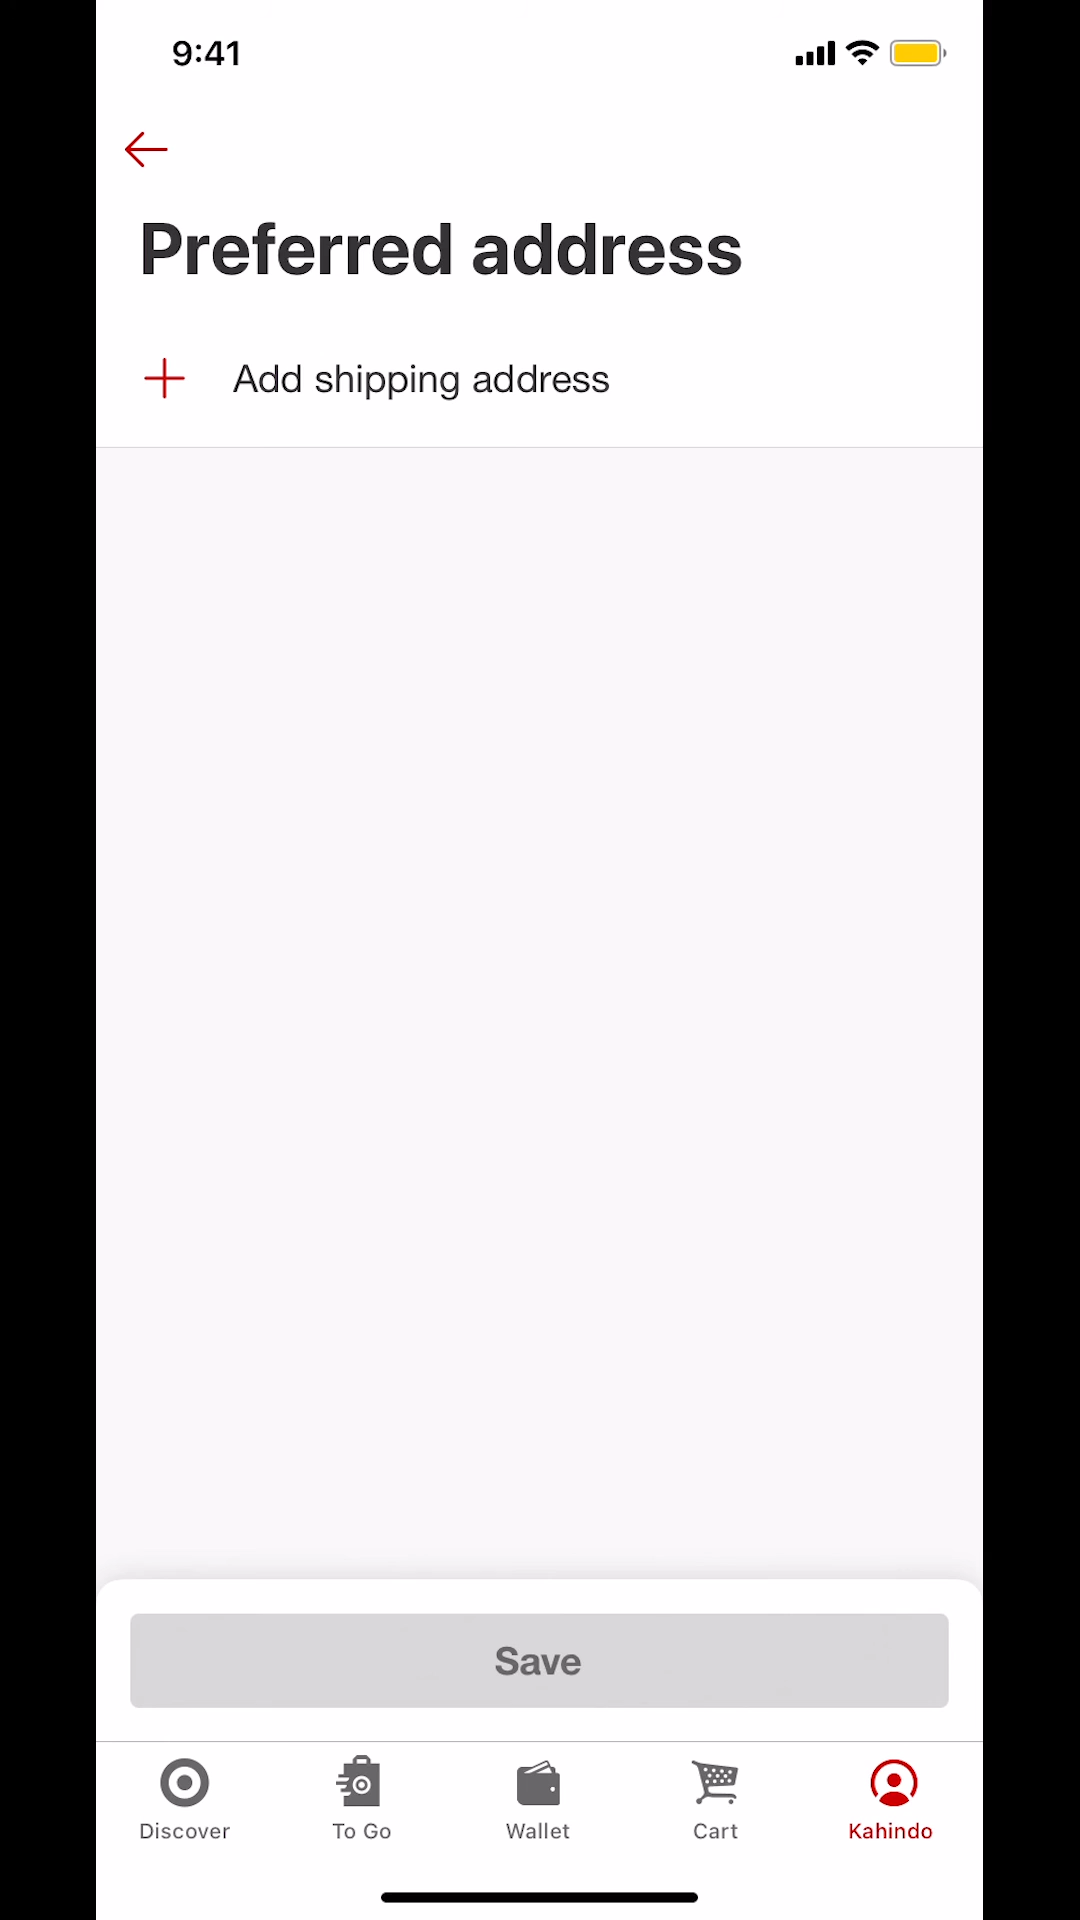 9:41
Preferred address
Add shipping address
Save
Discover
To Go
Wallet
Cart
Kahindo